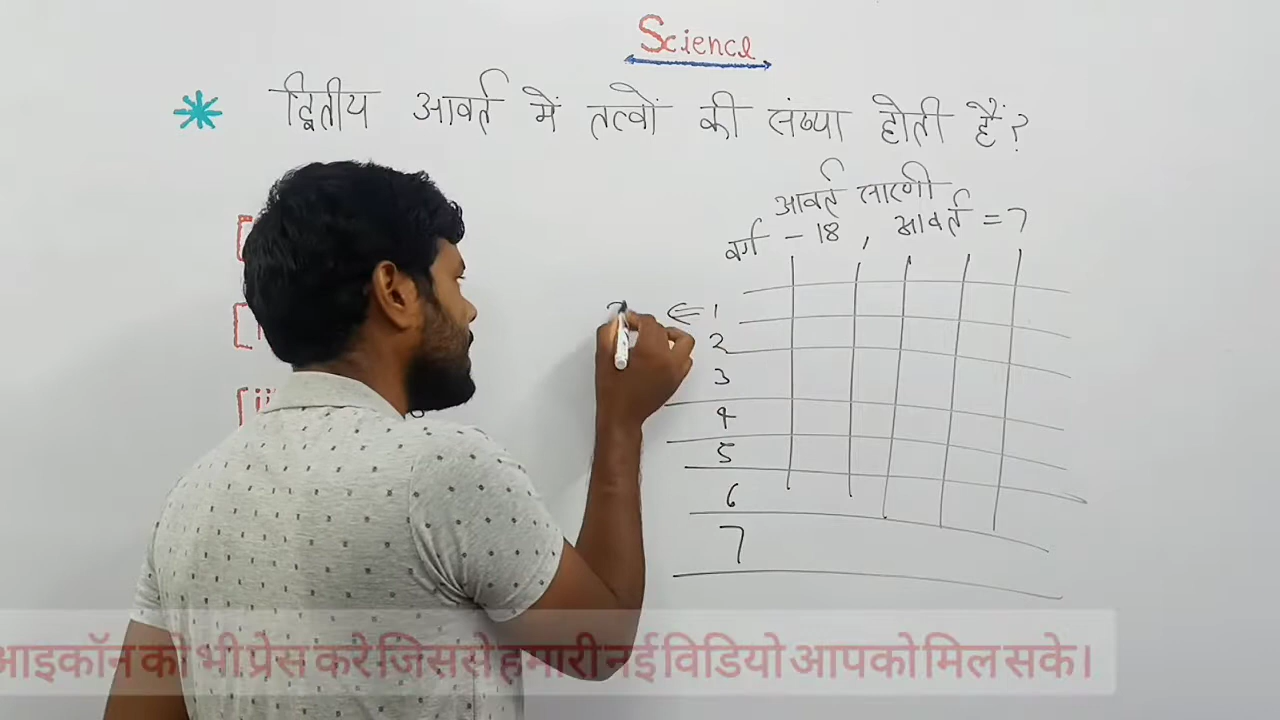 Science
द्वितीय आवर्त में तत्वों की संख्या होती हैं?
आवर्त सारणी
वर्ग - 18 , आवर्त = 7
1
2
3
4
5
6
7
आइकॉन को भी प्रेस करे जिससे हमारी नई विडियो आपको मिल सके।